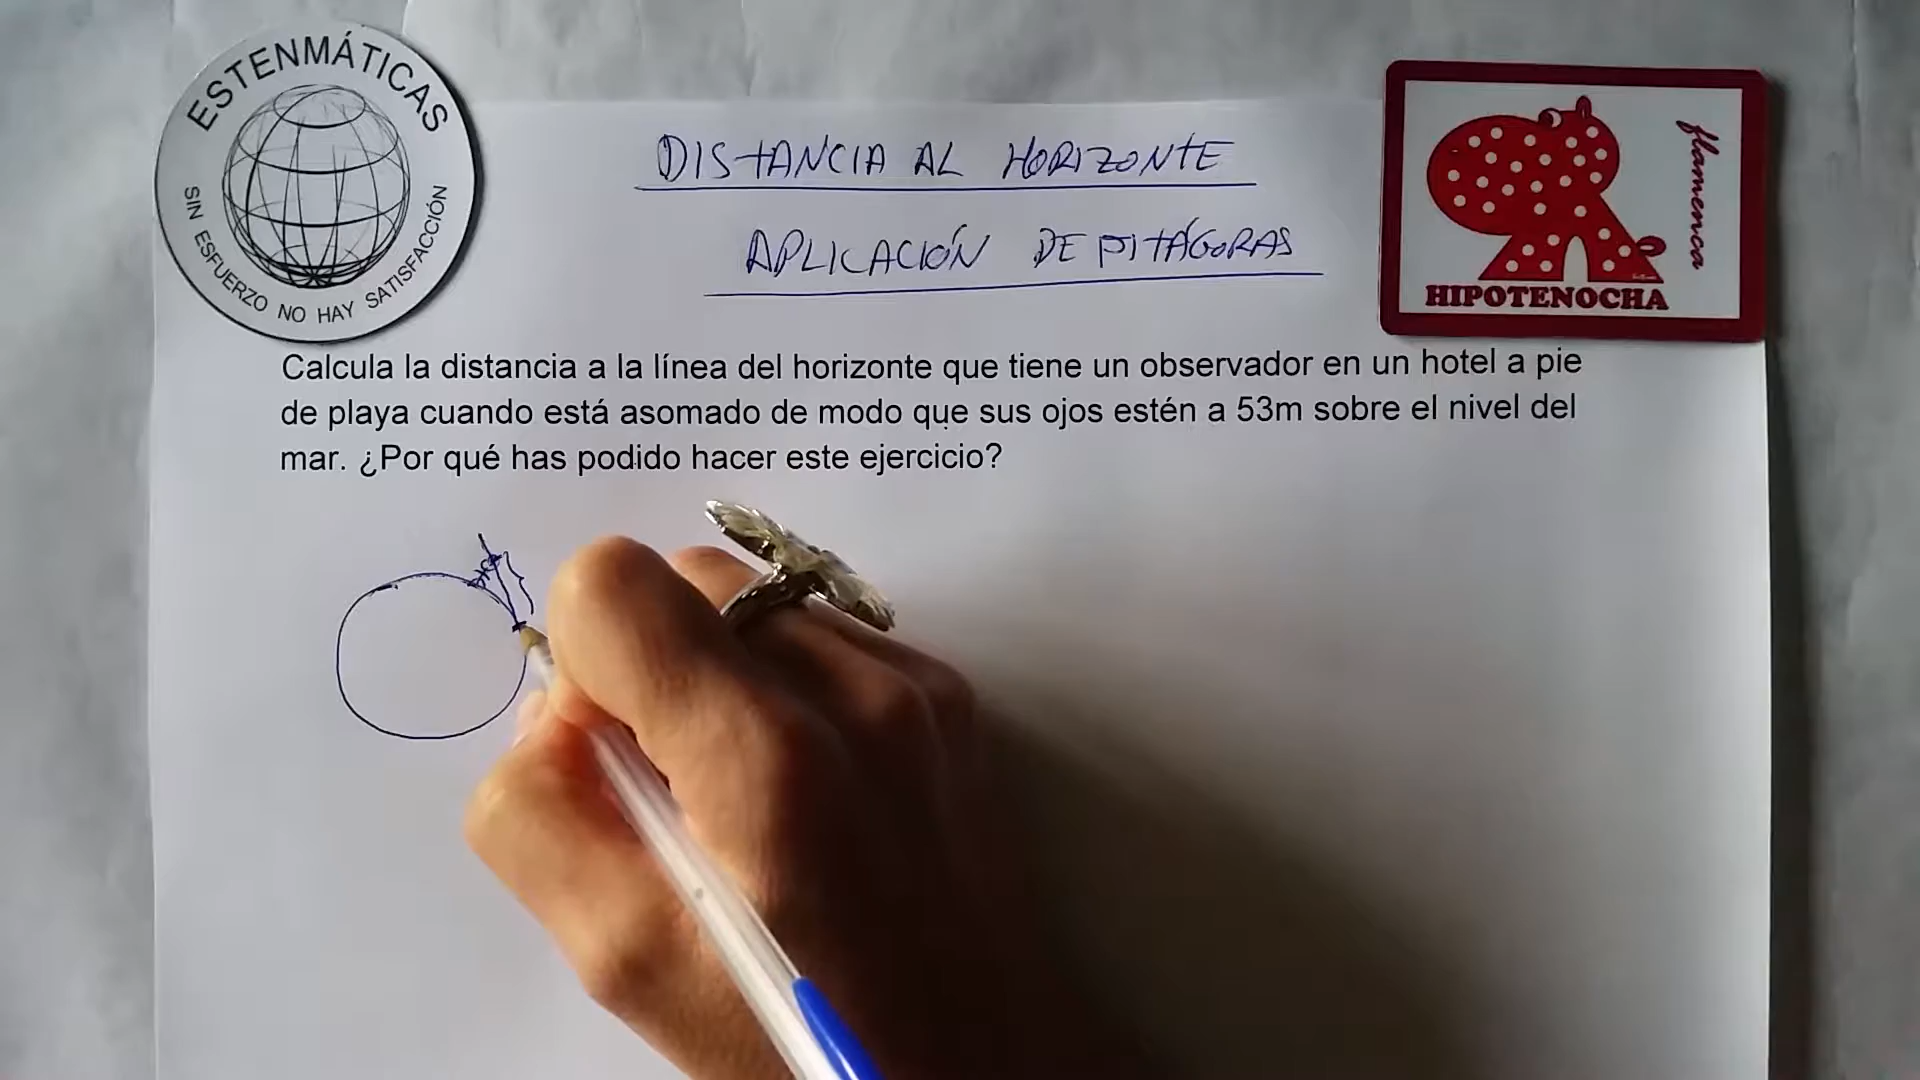 ESTENMÁTICAS
SIN ESFUERZO NO HAY SATISFACCIÓN
DISTANCIA AL HORIZONTE
APLICACIÓN DE PITÁGORAS
flamenca
HIPOTENOCHA
Calcula la distancia a la línea del horizonte que tiene un observador en un hotel a pie
de playa cuando está asomado de modo que sus ojos estén a 53m sobre el nivel del
mar. ¿Por qué has podido hacer este ejercicio?